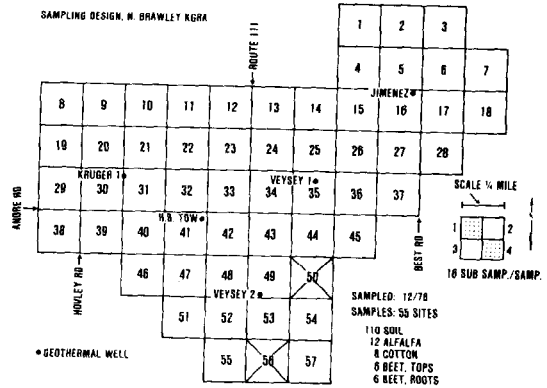 SAMPLING DESIGN, N. BRAWLEY KGRA
ROUTE 111
1 2 3
4 5 6 7
JIMENEZ
8 9 10 11 12 13 14 15 16 17 18
19 20 21 22 23 24 25 26 27 28
KRUGER 1
VEYSEY 1
29 30 31 32 33 34 35 36 37
SCALE ¼ MILE
ANDRE RD
H.B. YOW
38 39 40 41 42 43 44 45
1 2
3 4
16 SUB SAMP./SAMP.
HOVLEY RD
BEST RD
46 47 48 49 50
VEYSEY 2
51 52 53 54
55 56 57
SAMPLED: 12/78
SAMPLES: 55 SITES
110 SOIL
12 ALFALFA
8 COTTON
6 BEET, TOPS
6 BEET, ROOTS
GEOTHERMAL WELL